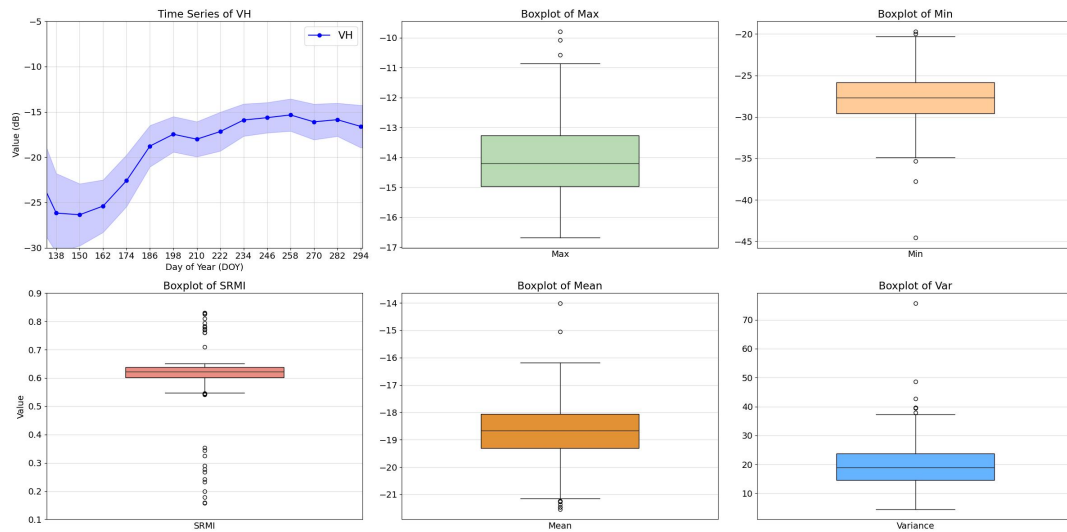 Time Series of VH
−5
−10
−15
−20
−25
−30
Value (dB)
VH
138 150 162 174 186 198 210 222 234 246 258 270 282 294
Day of Year (DOY)
Boxplot of Max
−10
−11
−12
−13
−14
−15
−16
−17
Max
Boxplot of Min
−20
−25
−30
−35
−40
−45
Min
Boxplot of SRMI
0.9
0.8
0.7
0.6
0.5
0.4
0.3
0.2
0.1
Value
SRMI
Boxplot of Mean
−14
−15
−16
−17
−18
−19
−20
−21
Mean
Boxplot of Var
70
60
50
40
30
20
10
Variance